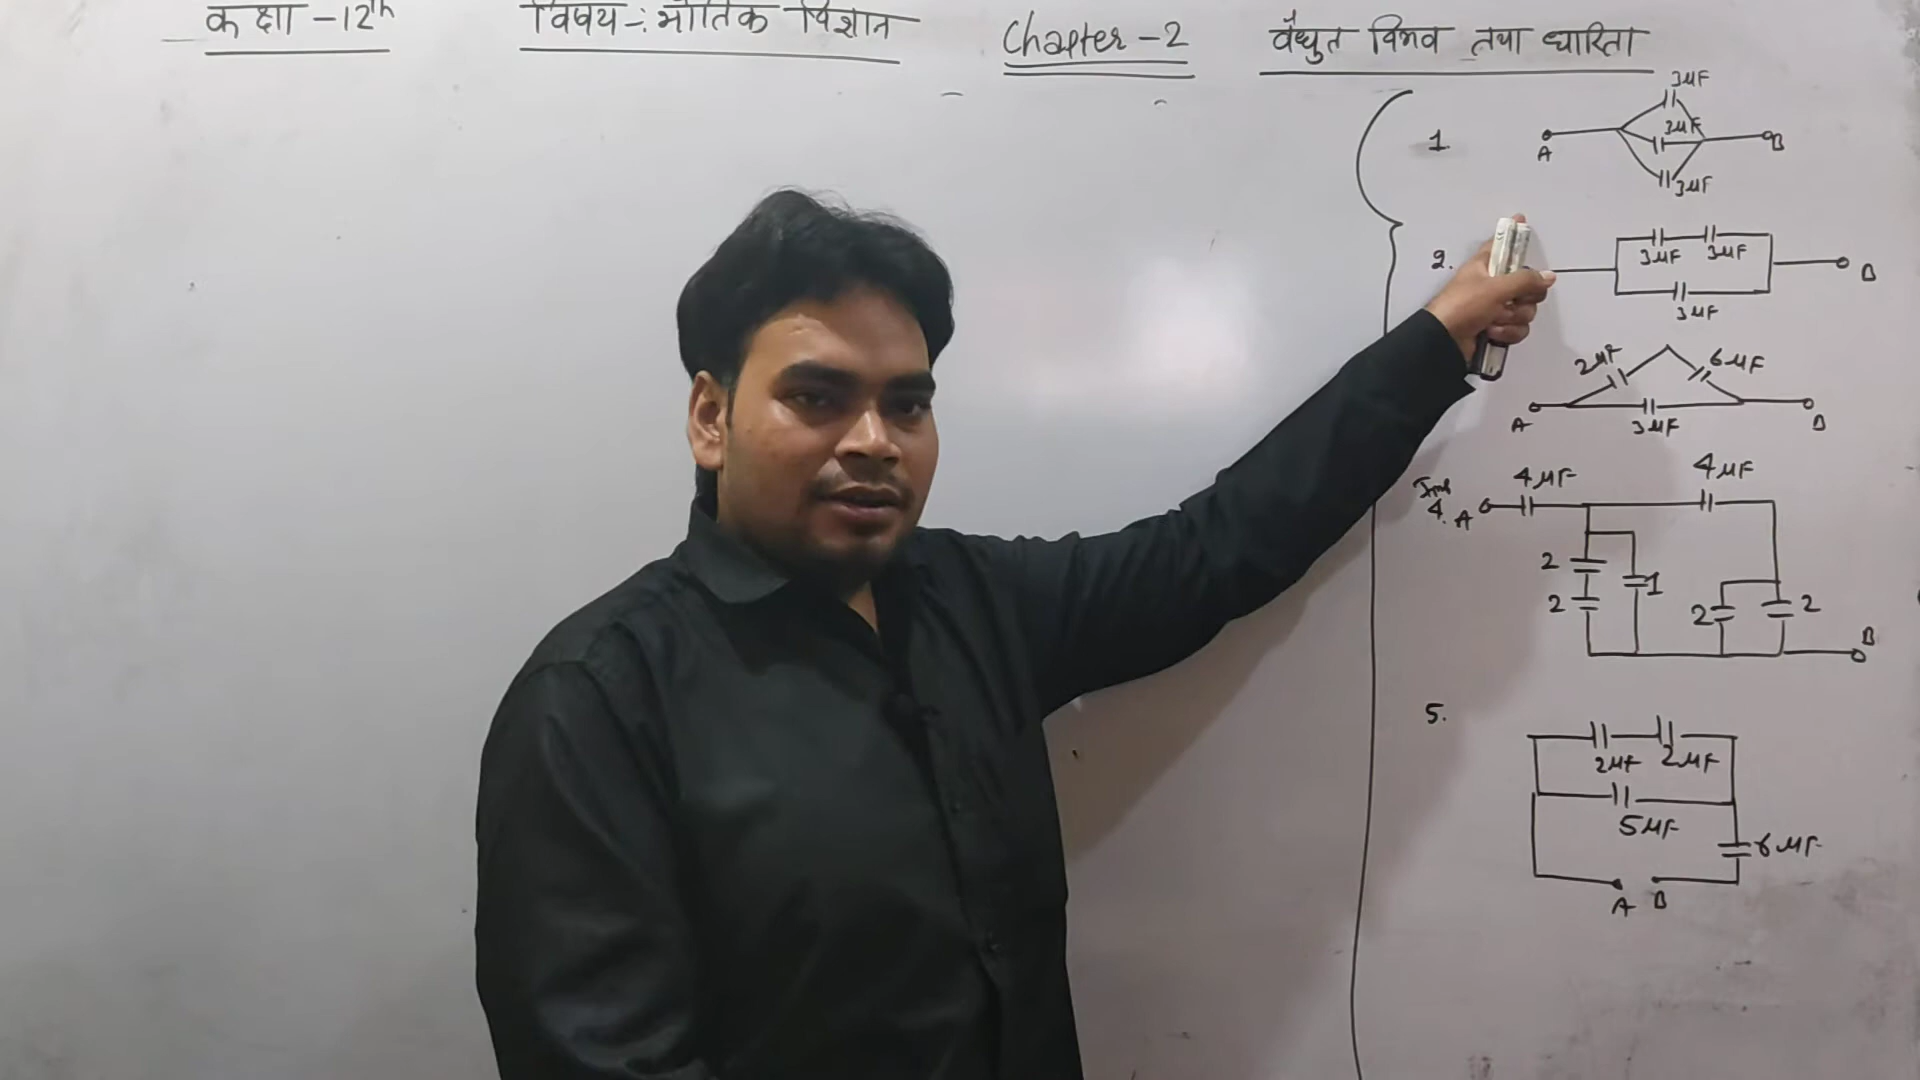 कक्षा -12th विषय-: भौतिक विज्ञान Chapter-2 वैद्युत विभव तथा धारिता
1.
3μF
3μF
A B
3μF
2.
3μF 3μF
B
3μF
2μF 6μF
A B
3μF
4μF 4μF
4. A
2 1
2 2 2
B
5.
2μF 2μF
5μF
6μF
A B